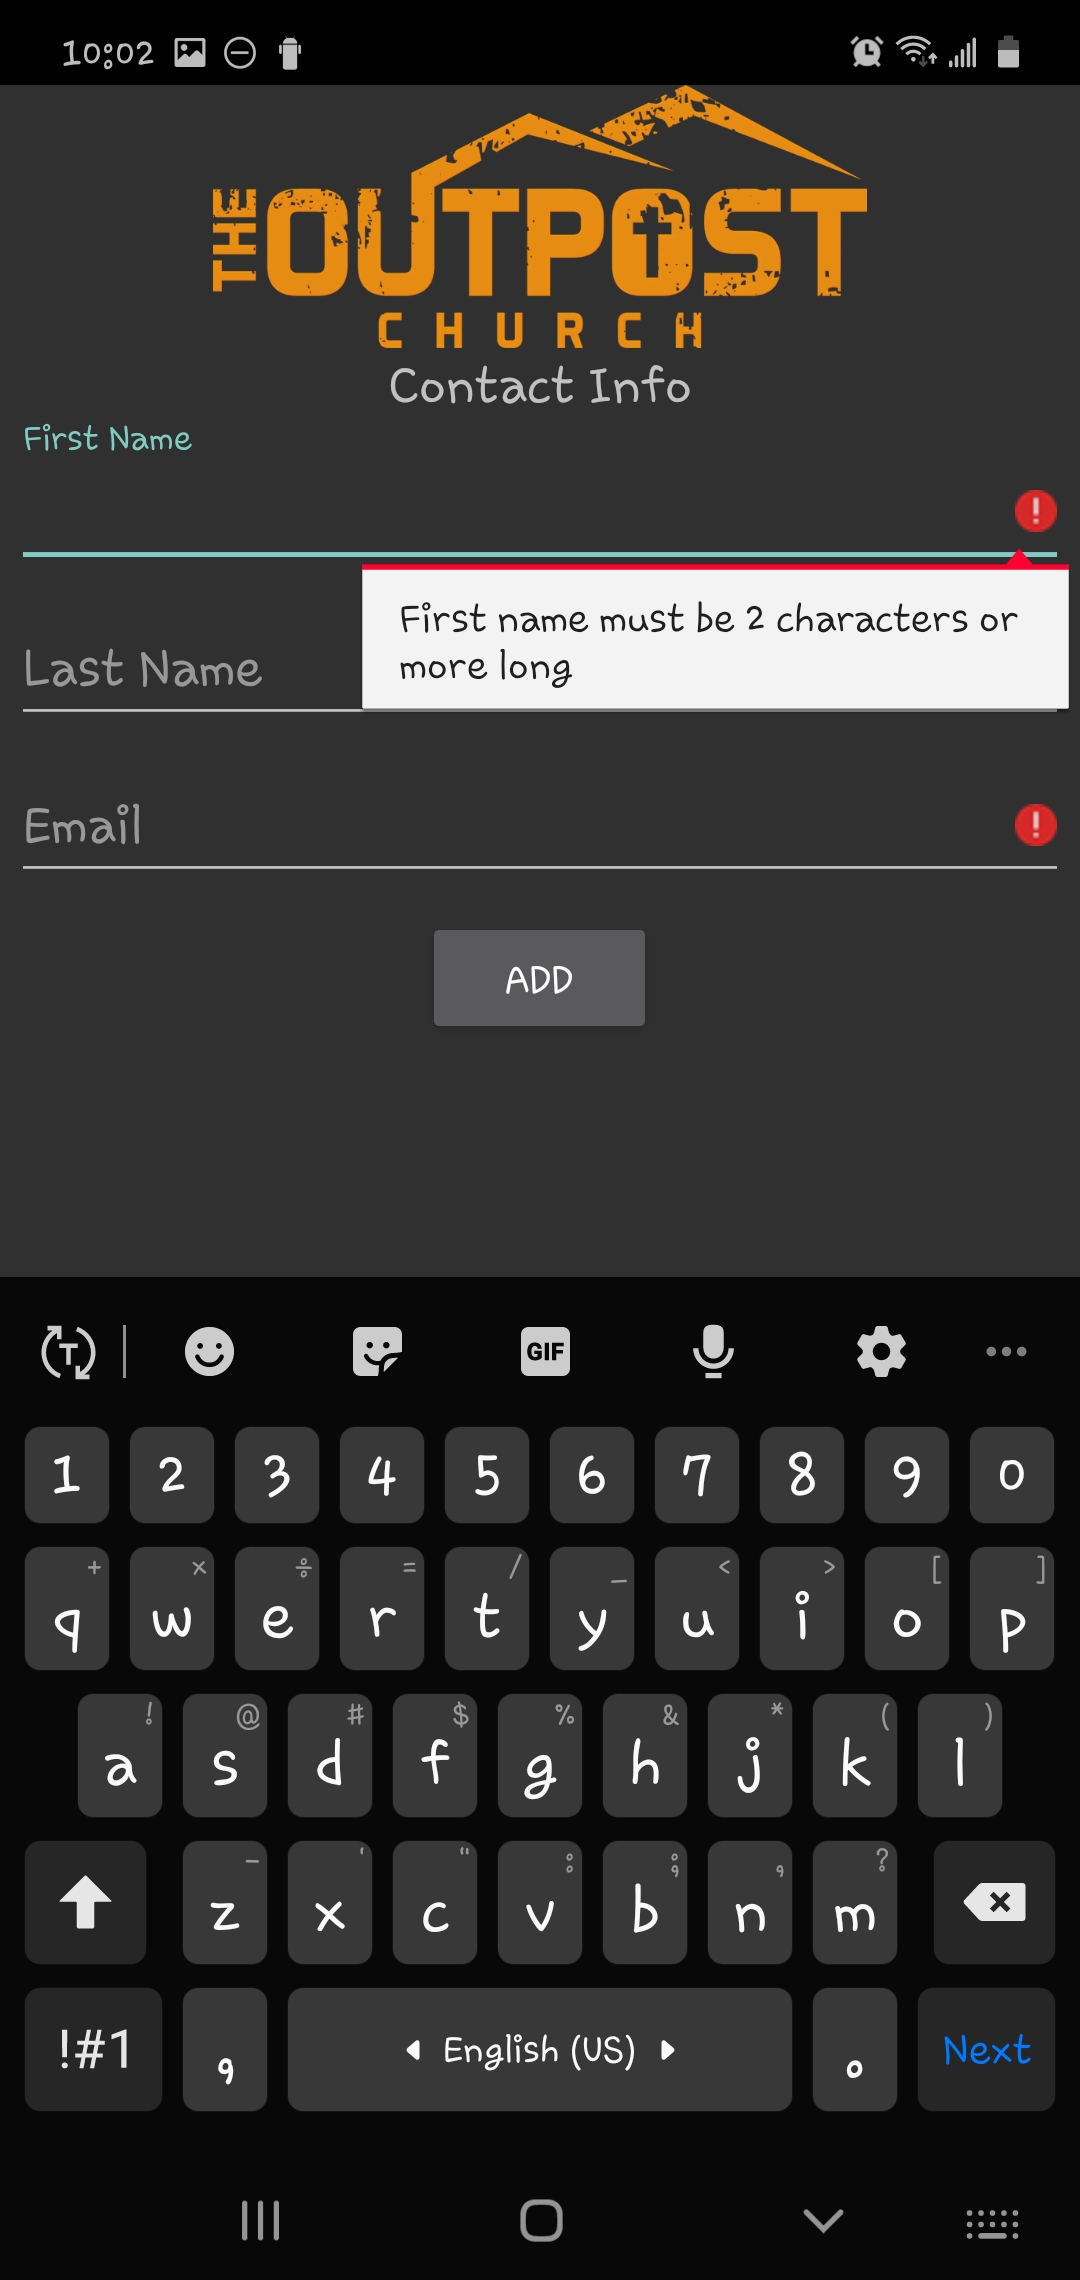 10:02
THE OUTPOST
CHURCH
Contact Info
First Name
First name must be 2 characters or
more long
Last Name
Email
ADD
T GIF
1 2 3 4 5 6 7 8 9 0
+ × ÷ = / _ < > [ ]
q w e r t y u i o p
! @ # $ % & * ( )
a s d f g h j k l
- ' " : ; , ?
z x c v b n m
!#1 , English (US) . Next